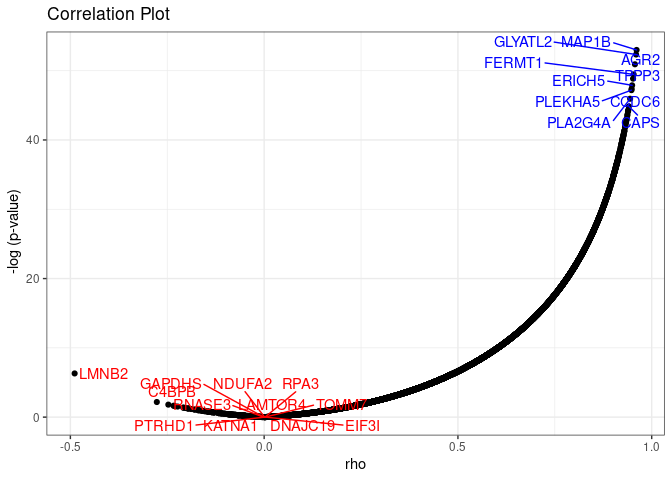 Correlation Plot
GLYATL2 MAP1B
AGR2
FERMT1
TPPP3
ERICH5
PLEKHA5 CCDC6
PLA2G4A CAPS
40
-log (p-value)
20
LMNB2
GAPDHS NDUFA2 RPA3
C4BPB
RNASE3 LAMTOR4 TOMM7
0
PTRHD1 KATNA1 DNAJC19 EIF3I
-0.5 0.0 0.5 1.0
rho